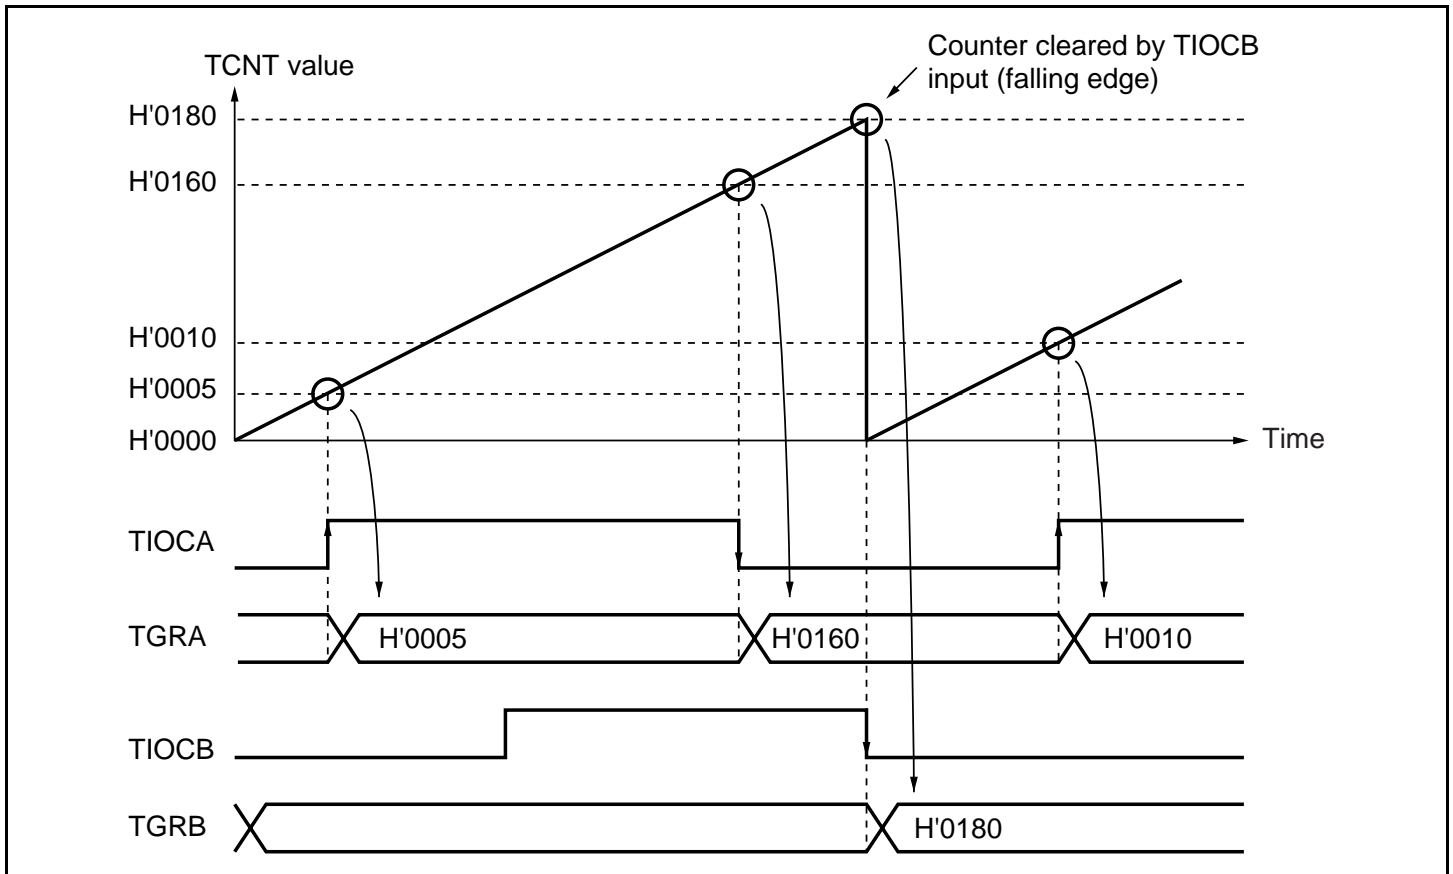 Counter cleared by TIOCB
input (falling edge)
TCNT value
H'0180
H'0160
H'0010
H'0005
H'0000
Time
TIOCA
TGRA
H'0005
H'0160
H'0010
TIOCB
TGRB
H'0180